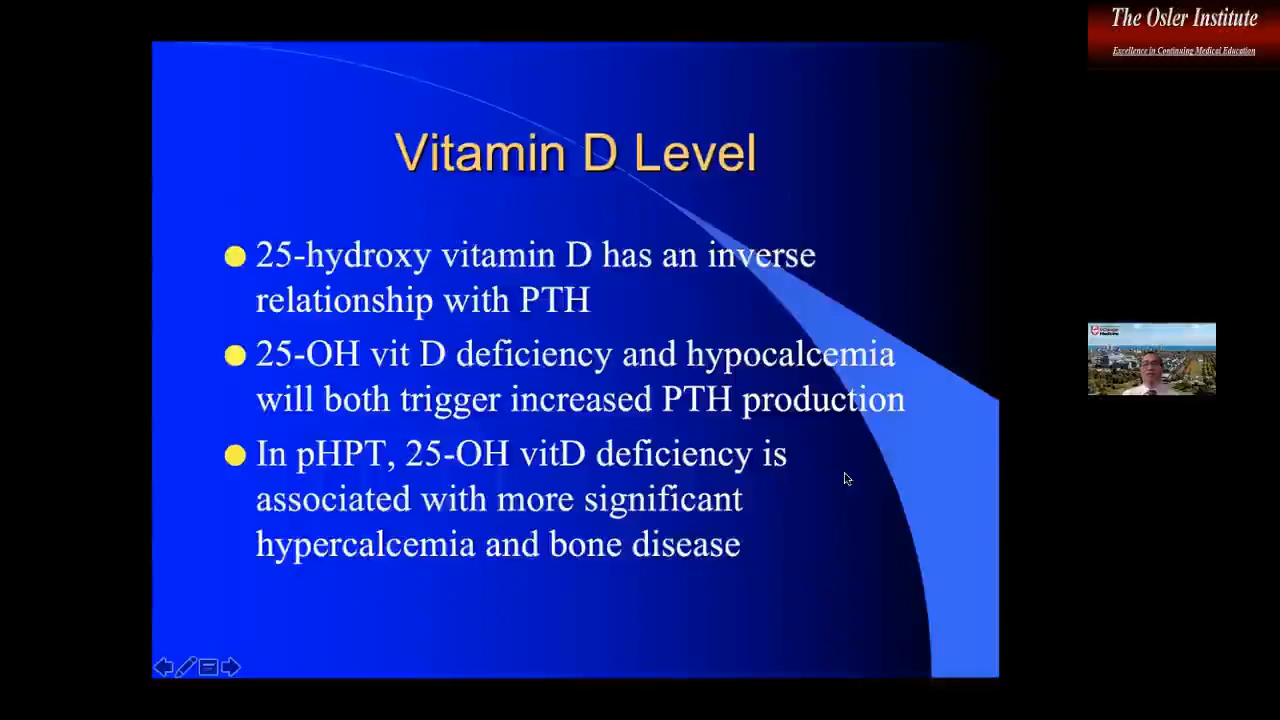 The Osler Institute
Excellence in Continuing Medical Education
Vitamin D Level
25-hydroxy vitamin D has an inverse
relationship with PTH
25-OH vit D deficiency and hypocalcemia
will both trigger increased PTH production
In pHPT, 25-OH vitD deficiency is
associated with more significant
hypercalcemia and bone disease
Medicine